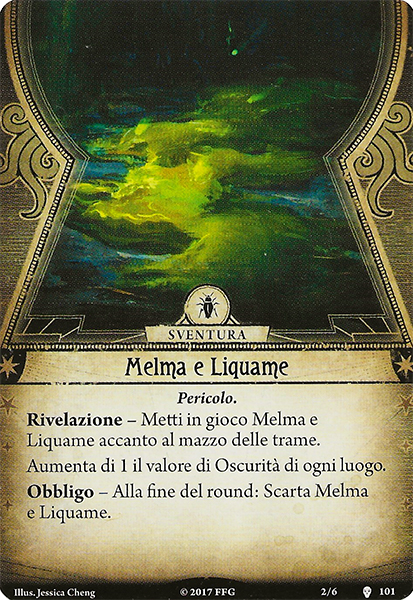 SVENTURA
Melma e Liquame
Pericolo.
Rivelazione – Metti in gioco Melma e
Liquame accanto al mazzo delle trame.
Aumenta di 1 il valore di Oscurità di ogni luogo.
Obbligo – Alla fine del round: Scarta Melma
e Liquame.
Illus. Jessica Cheng © 2017 FFG 2/6 101